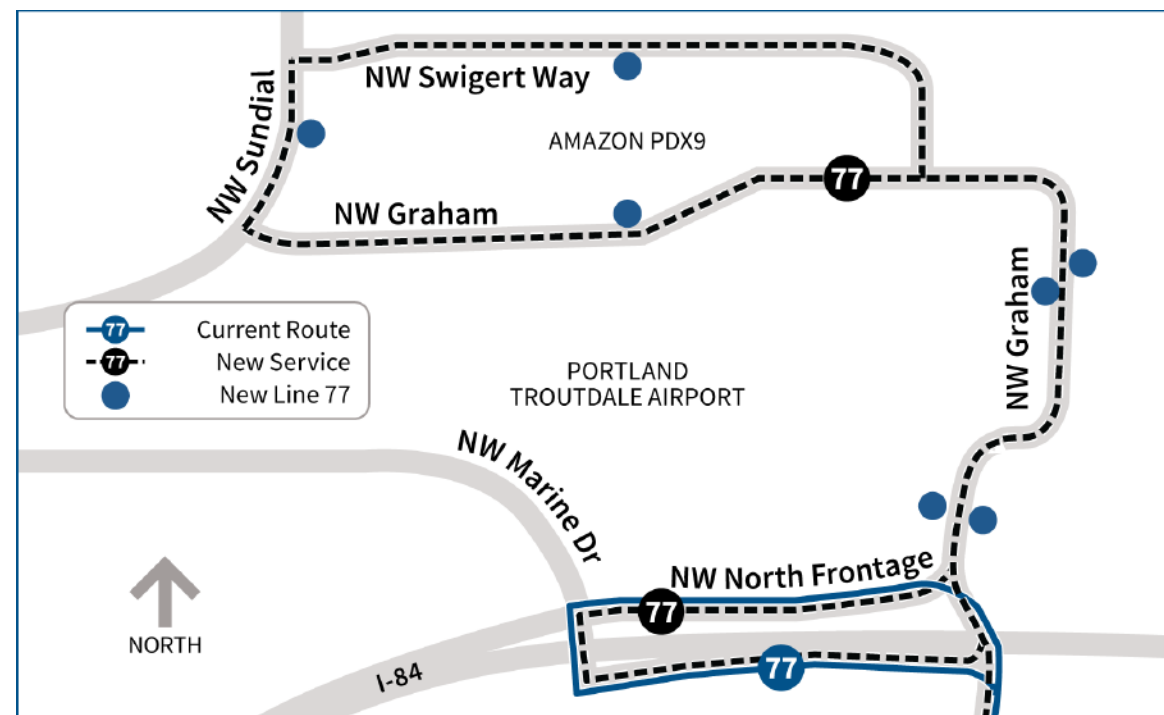 NW Swigert Way
NW Sundial
AMAZON PDX9
77
NW Graham
NW Graham
77 Current Route
77 New Service
New Line 77
PORTLAND
TROUTDALE AIRPORT
NW Marine Dr
NW North Frontage
77
NORTH
77
I-84